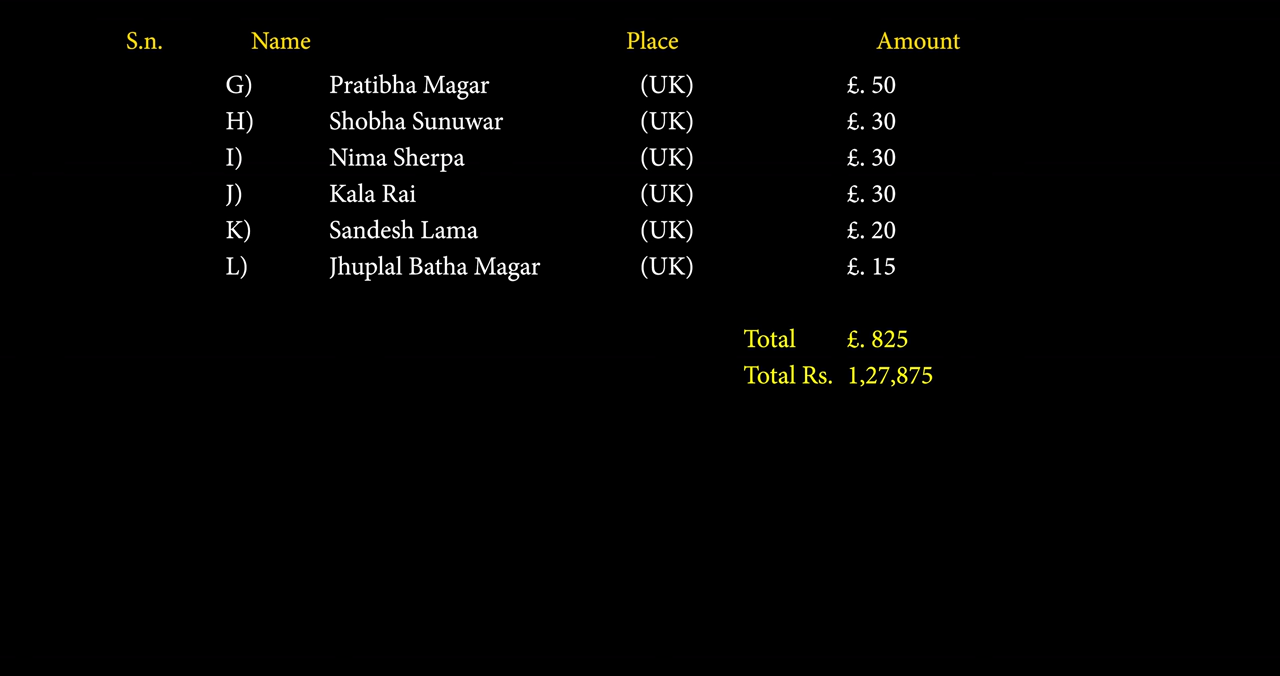 S.n. Name Place Amount
G) Pratibha Magar (UK) £. 50
H) Shobha Sunuwar (UK) £. 30
I) Nima Sherpa (UK) £. 30
J) Kala Rai (UK) £. 30
K) Sandesh Lama (UK) £. 20
L) Jhuplal Batha Magar (UK) £. 15
Total £. 825
Total Rs. 1,27,875